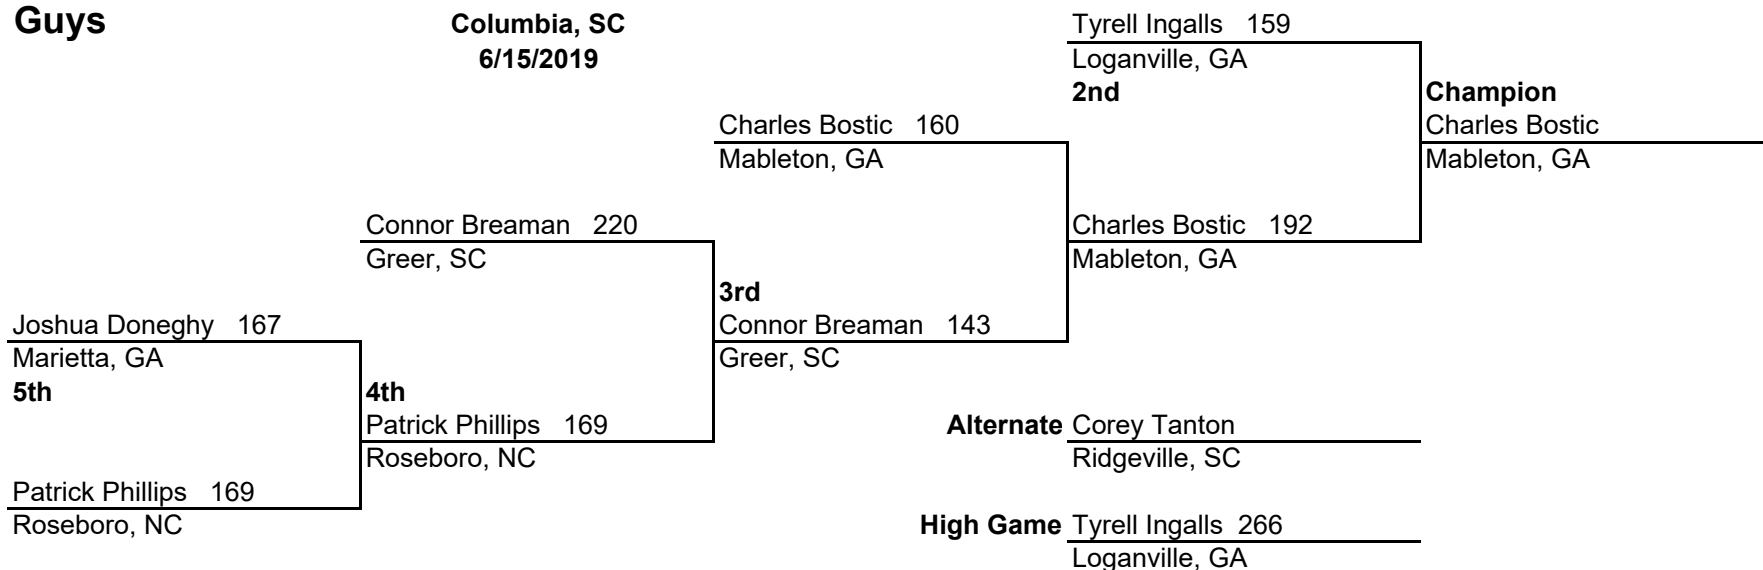 Guys
Columbia, SC
6/15/2019
Tyrell Ingalls 159
Loganville, GA
2nd
Champion
Charles Bostic
Mableton, GA
Charles Bostic 160
Mableton, GA
Connor Breaman 220
Greer, SC
Charles Bostic 192
Mableton, GA
3rd
Connor Breaman 143
Greer, SC
Joshua Doneghy 167
Marietta, GA
5th
4th
Patrick Phillips 169
Roseboro, NC
Patrick Phillips 169
Roseboro, NC
Alternate Corey Tanton
Ridgeville, SC
High Game Tyrell Ingalls 266
Loganville, GA